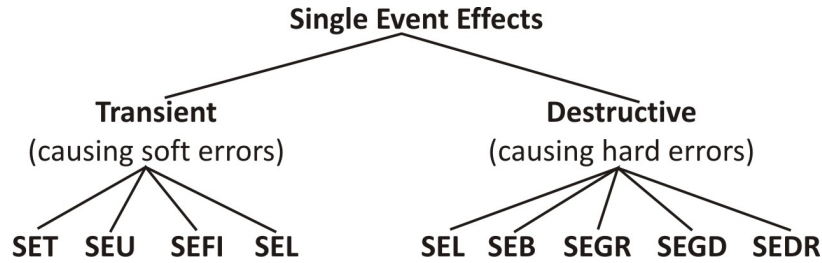 Single Event Effects
Transient Destructive
(causing soft errors) (causing hard errors)
SET SEU SEFI SEL SEL SEB SEGR SEGD SEDR